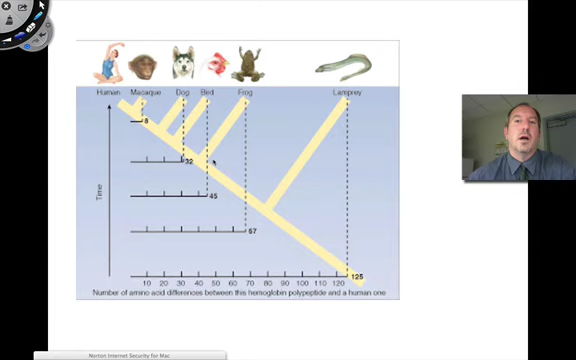 Human Macaque Dog Bird Frog Lamprey
8
32
45
67
125
Time
10 20 30 40 50 60 70 80 90 100 110 120
Number of amino acid differences between this hemoglobin polypeptide and a human one
Norton Internet Security for Mac